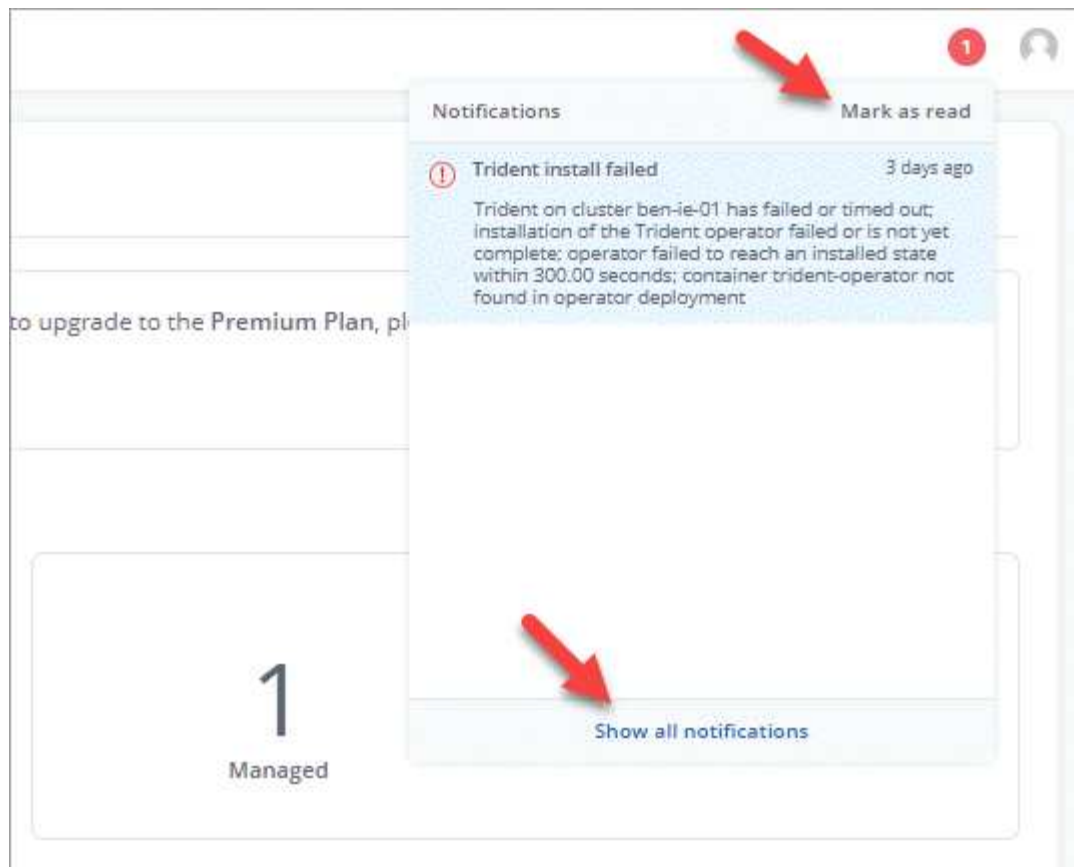 1
Notifications
Mark as read
Trident install failed
3 days ago
Trident on cluster ben-ie-01 has failed or timed out;
installation of the Trident operator failed or is not yet
complete; operator failed to reach an installed state
within 300.00 seconds; container trident-operator not
found in operator deployment
to upgrade to the Premium Plan, pl
Show all notifications
1
Managed